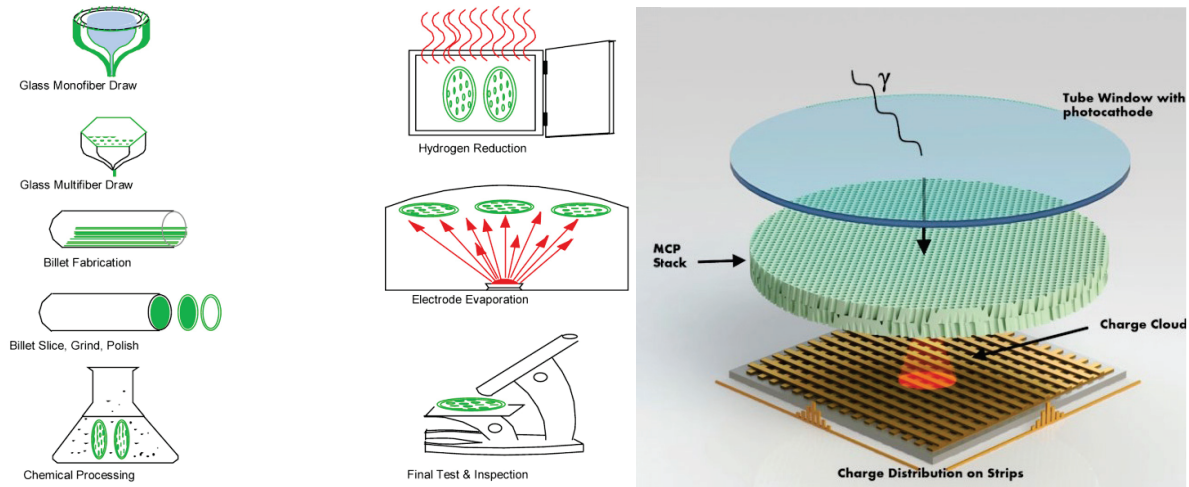 Glass Monofiber Draw
Glass Multifiber Draw
Billet Fabrication
Billet Slice, Grind, Polish
Chemical Processing
Hydrogen Reduction
Electrode Evaporation
Final Test & Inspection
γ
Tube Window with
photocathode
MCP
Stack
Charge Cloud
Charge Distribution on Strips